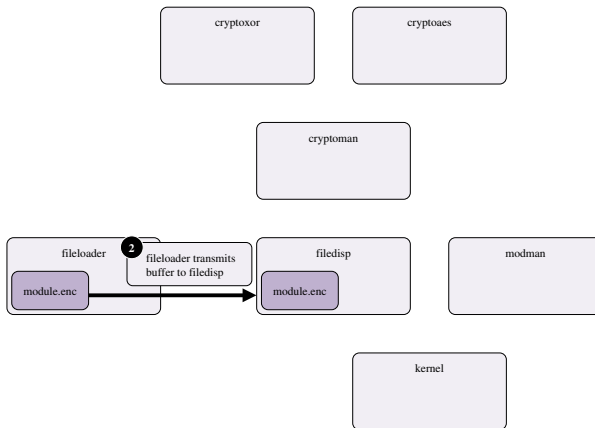 cryptoxor
cryptoaes
cryptoman
fileloader
2
fileloader transmits
buffer to filedisp
filedisp
modman
module.enc
module.enc
kernel